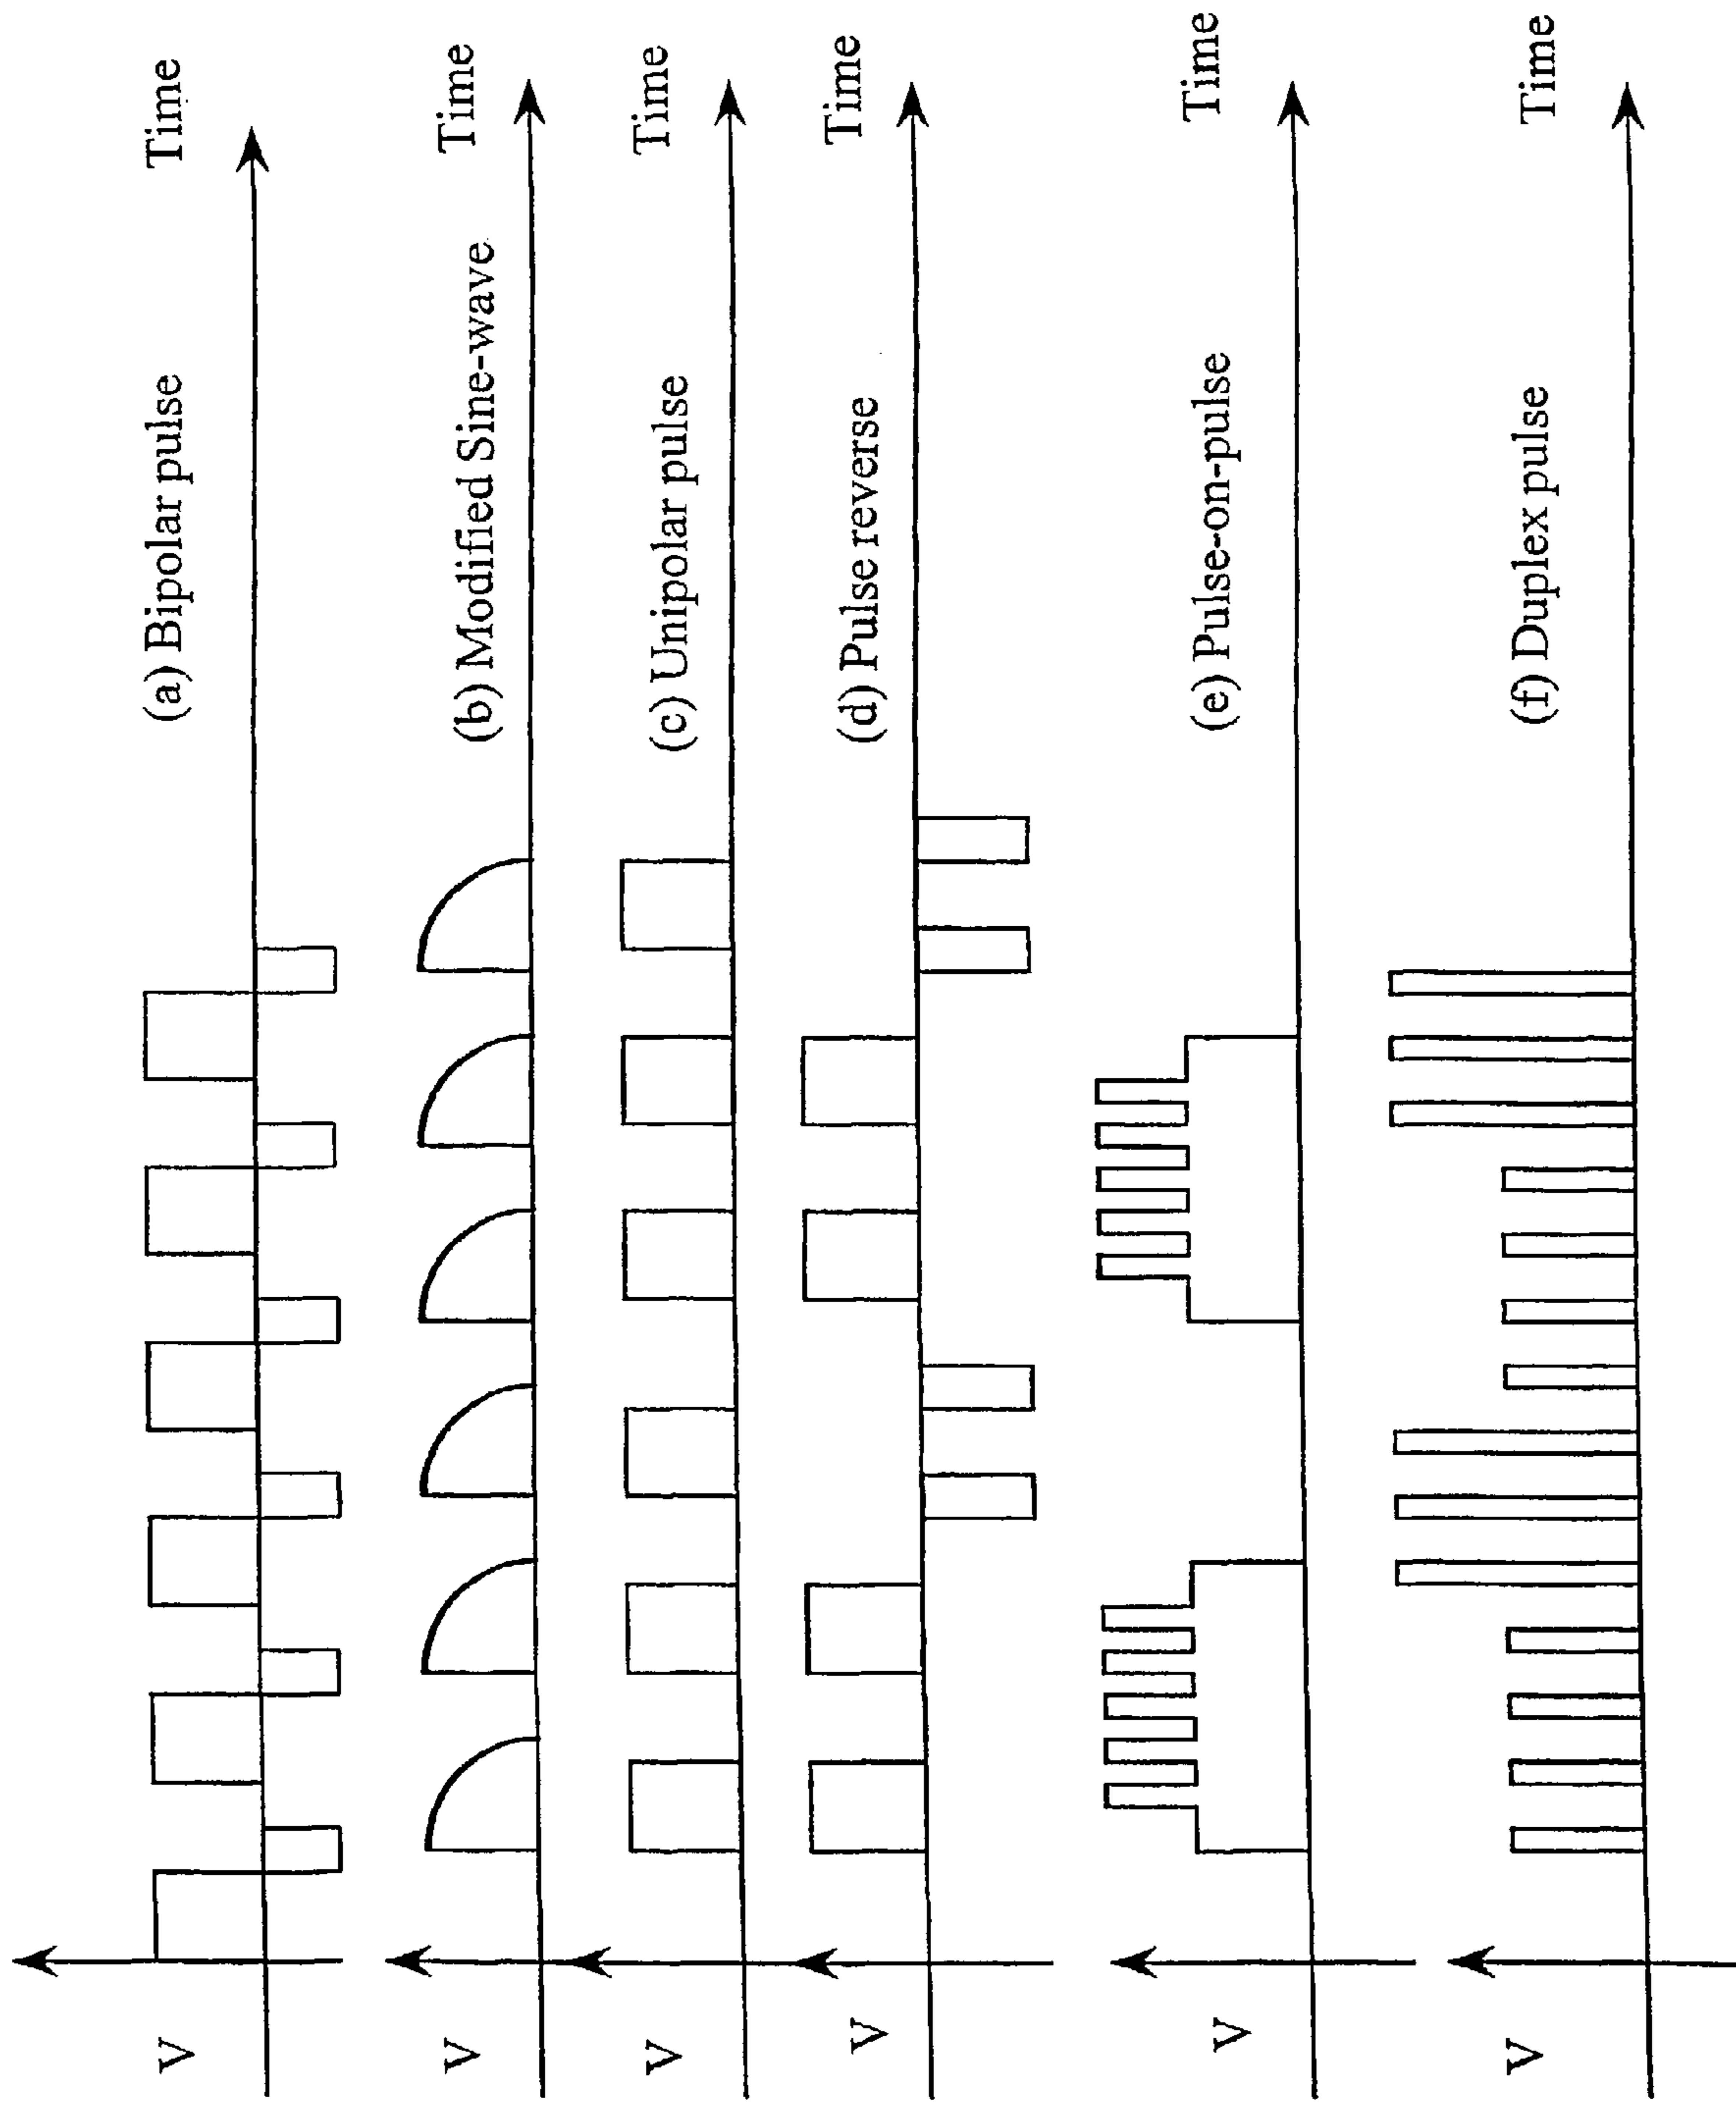 V
(a) Bipolar pulse
Time
V
(b) Modified Sine-wave
Time
V
(c) Unipolar pulse
Time
V
(d) Pulse reverse
Time
V
(e) Pulse-on-pulse
Time
V
(f) Duplex pulse
Time